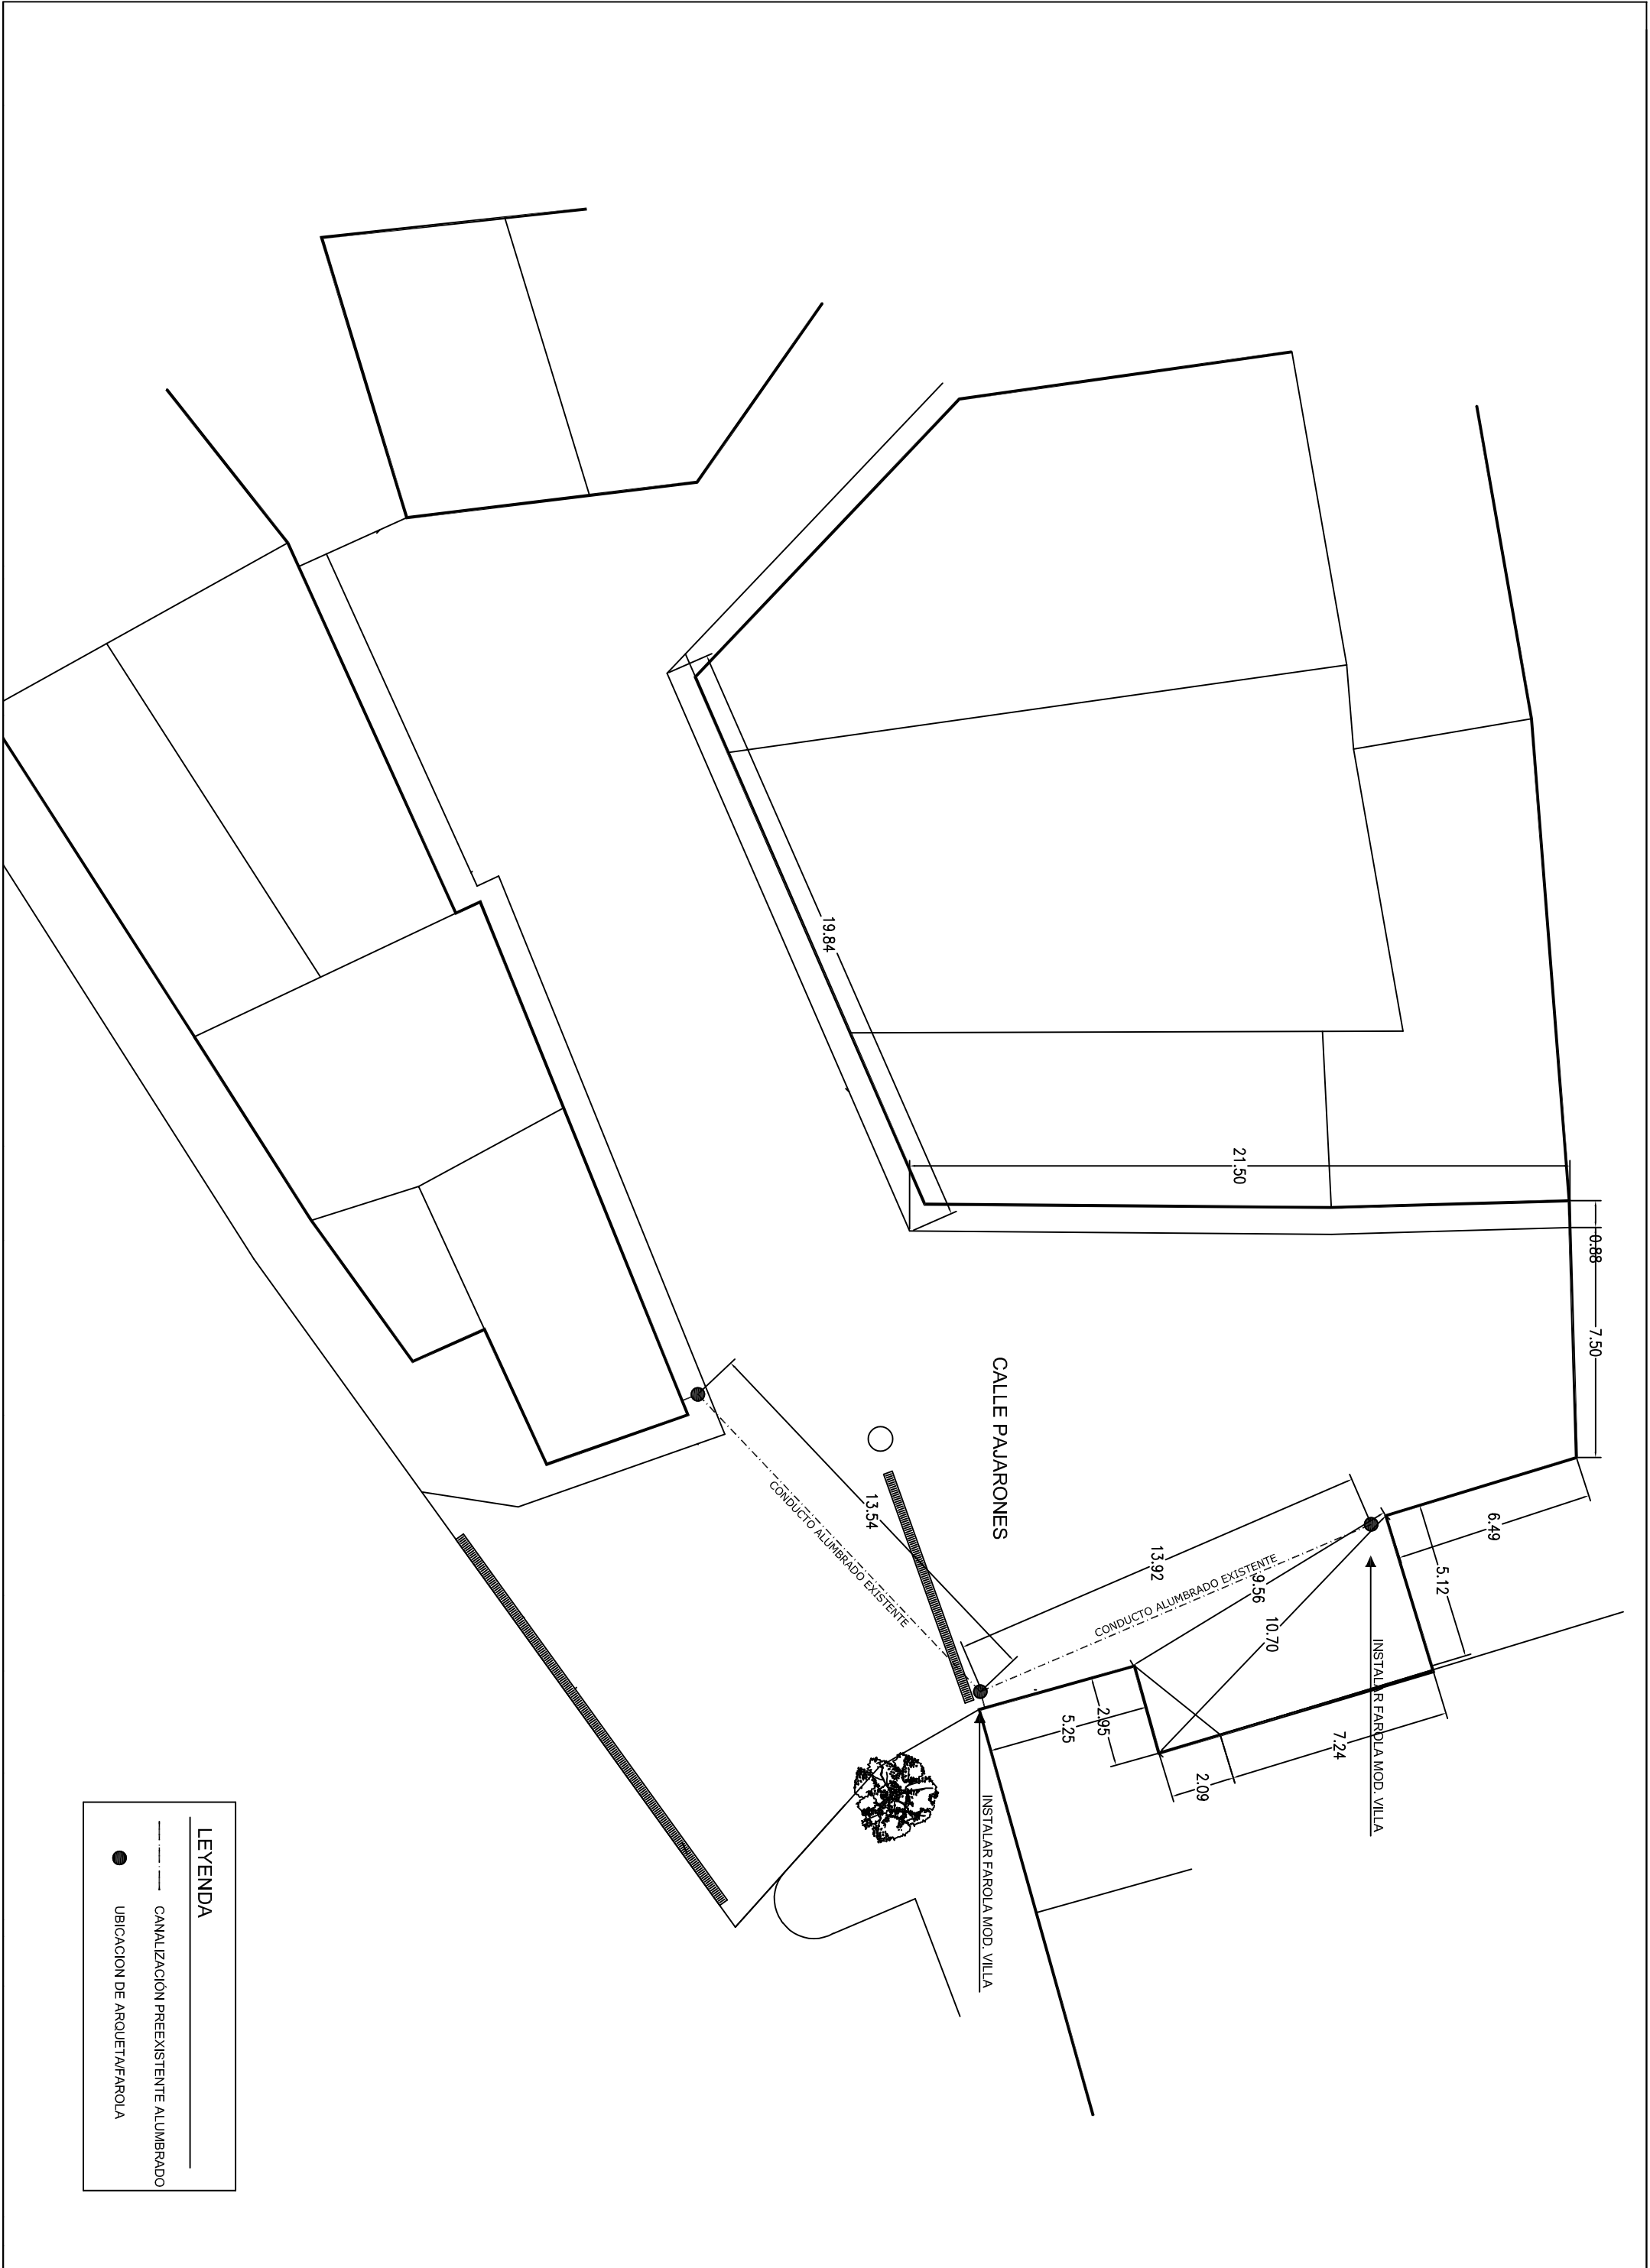 0.88
7.50
21.50
6.49
5.12
19.84
13.92
9.56
CONDUCTO ALUMBRADO EXISTENTE
10.70
INSTALAR FAROLA MOD. VILLA
7.24
2.09
2.95
5.25
CALLE PAJARONES
INSTALAR FAROLA MOD. VILLA
13.54
CONDUCTO ALUMBRADO EXISTENTE
LEYENDA
CANALIZACIÓN PREEXISTENTE ALUMBRADO
UBICACION DE ARQUETA/FAROLA